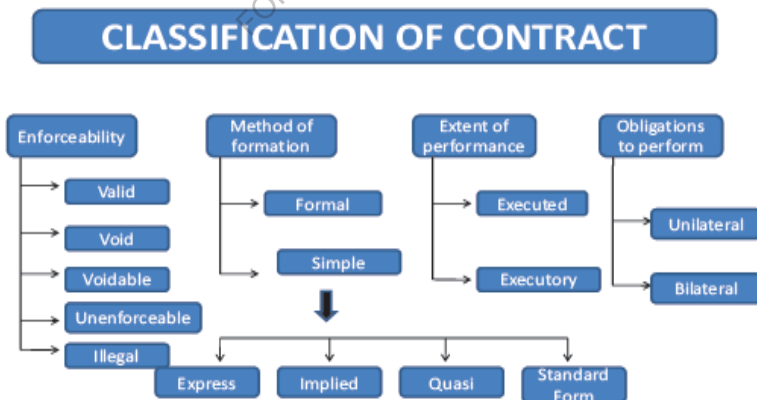 CLASSIFICATION OF CONTRACT
Enforceability
Valid
Void
Voidable
Unenforceable
Illegal
Method of
formation
Formal
Simple
Express
Implied
Quasi
Standard
Form
Extent of
performance
Executed
Executory
Obligations
to perform
Unilateral
Bilateral